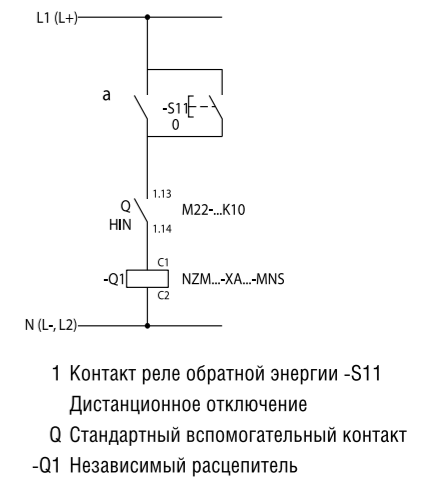 L1 (L+)
a
-S11
0
1.13
Q
M22-...K10
HIN
1.14
C1
-Q1
NZM...-XA...-MNS
C2
N (L-, L2)
1 Контакт реле обратной энергии -S11
Дистанционное отключение
Q Стандартный вспомогательный контакт
-Q1 Независимый расцепитель